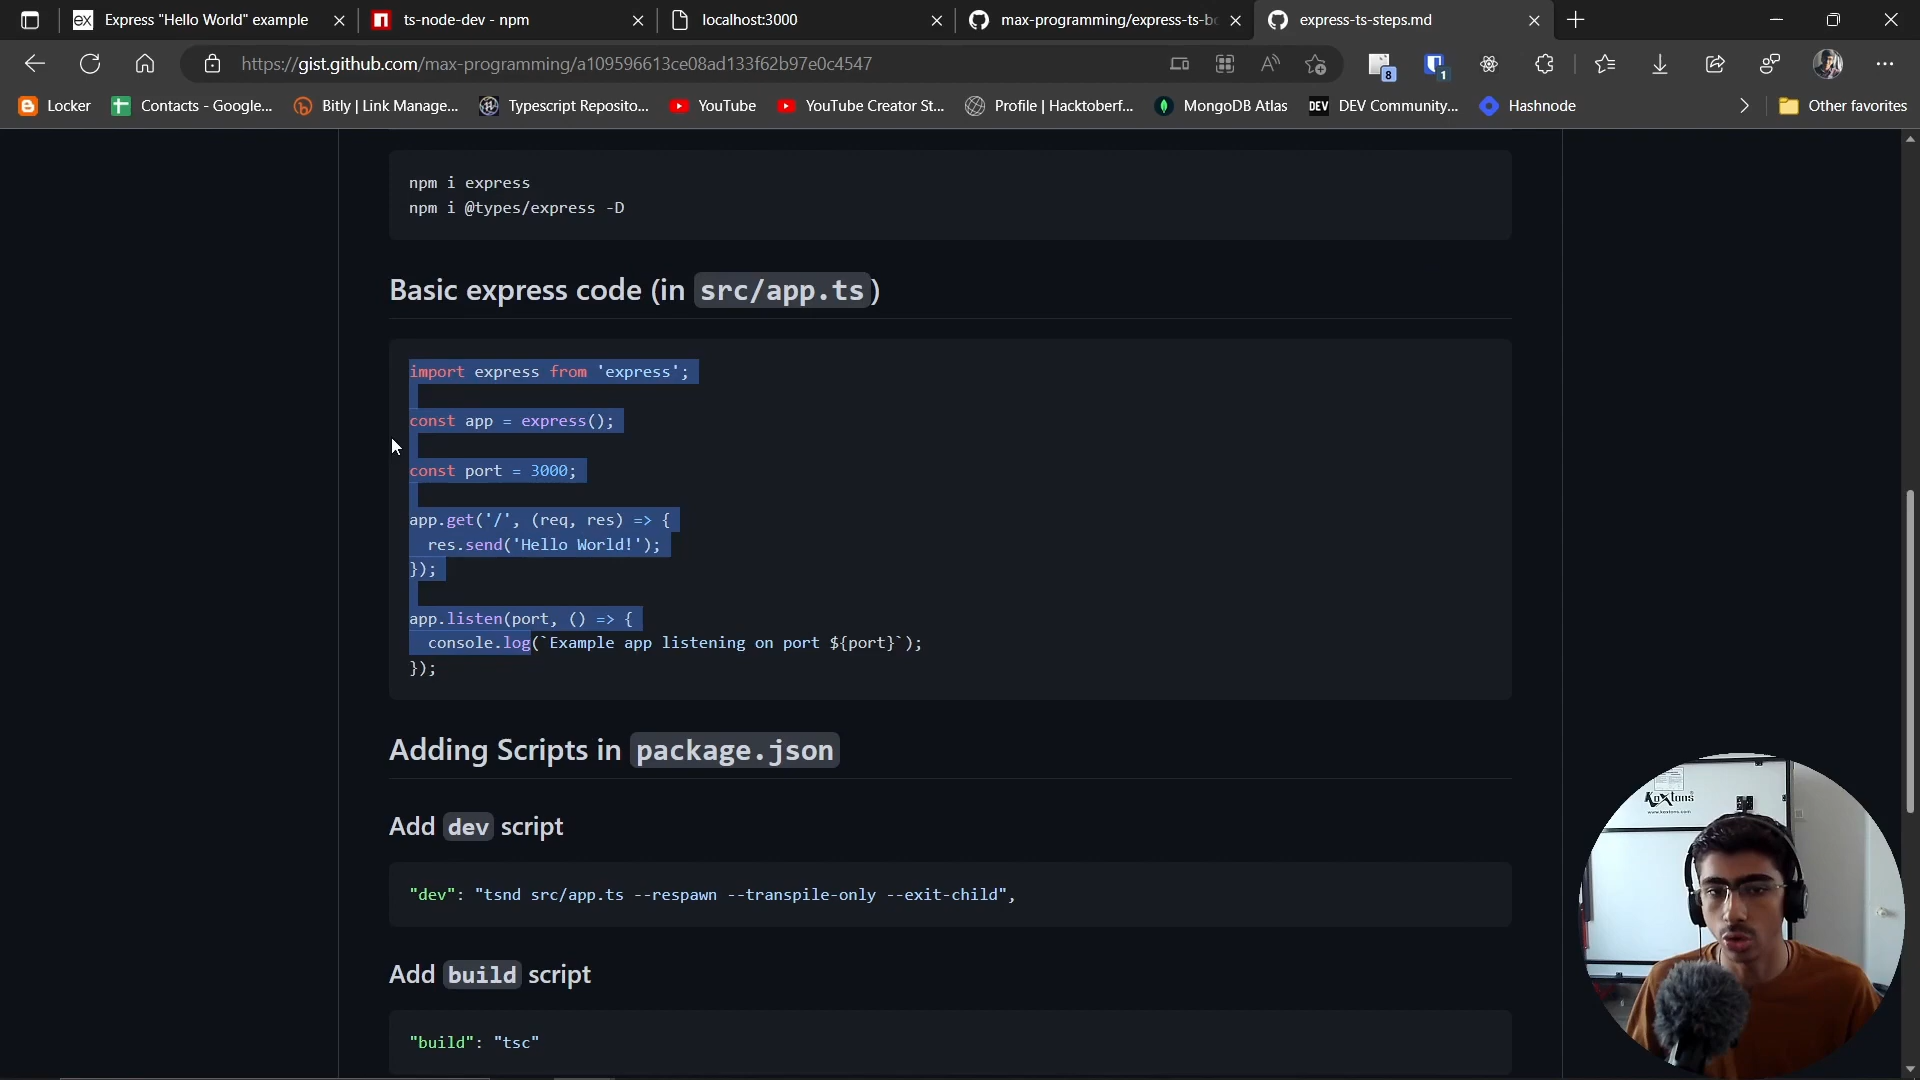 Express "Hello World" example
ts-node-dev - npm
localhost:3000
max-programming/express-ts-bo
express-ts-steps.md
https://gist.github.com/max-programming/a109596613ce08ad133f62b97e0c4547
8
1
Locker
Contacts - Google...
Bitly | Link Manage...
Typescript Reposito...
YouTube
YouTube Creator St...
Profile | Hacktoberf...
MongoDB Atlas
DEV
DEV Community...
Hashnode
Other favorites
npm i express
npm i @types/express -D
Basic express code (in src/app.ts)
import express from 'express';
const app = express();
const port = 3000;
app.get('/', (req, res) => {
res.send('Hello World!');
});
app.listen(port, () => {
console.log(`Example app listening on port ${port}`);
});
Adding Scripts in package.json
Add dev script
"dev": "tsnd src/app.ts --respawn --transpile-only --exit-child",
Add build script
"build": "tsc"
Koxtons